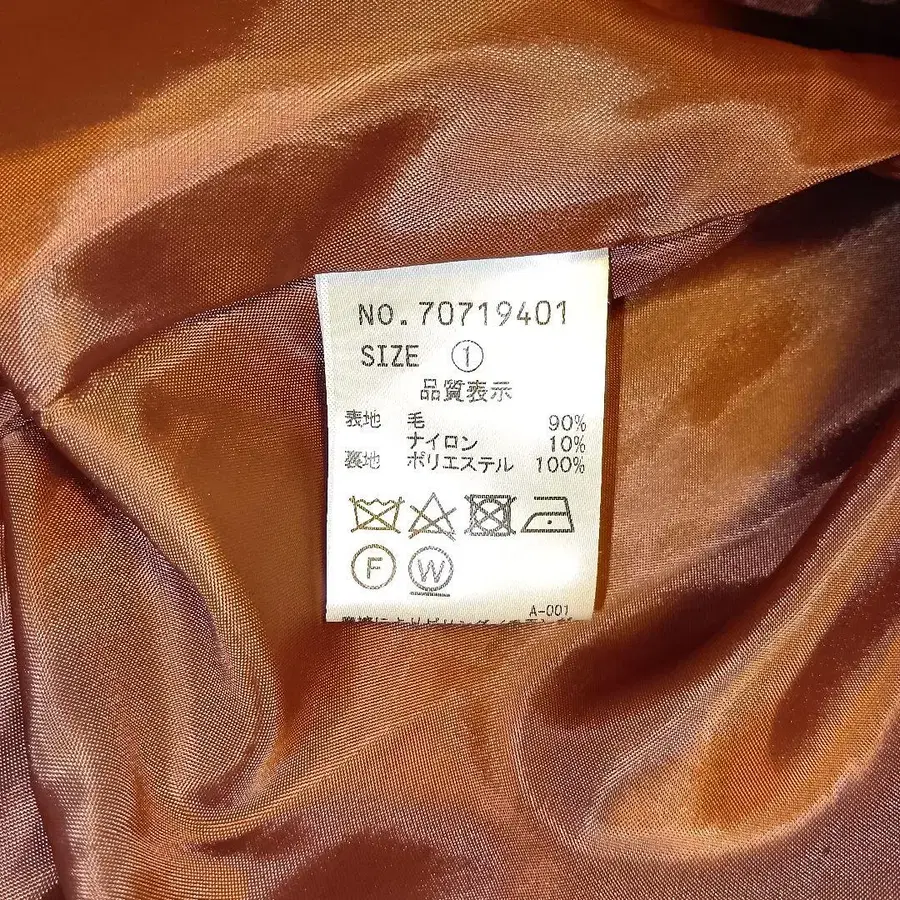 NO.70719401
SIZE ①
品質表示
表地 毛 90%
ナイロン 10%
裏地 ポリエステル 100%
F W
A-001